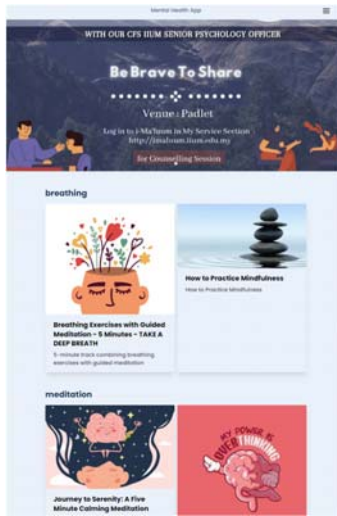 Mental Health App
WITH OUR CFS IIUM SENIOR PSYCHOLOGY OFFICER
Be Brave To Share
Venue : Padlet
Log in to i-Ma'luum in My Service Section
http://imaluum.iium.edu.my
for Counselling Session
breathing
Breathing Exercises with Guided
Meditation - 5 Minutes - TAKE A
DEEP BREATH
5-minute track combining breathing
exercises with guided meditation
How to Practice Mindfulness
How to Practice Mindfulness
meditation
Journey to Serenity: A Five
Minute Calming Meditation
MY POWER IS
OVERTHINKING